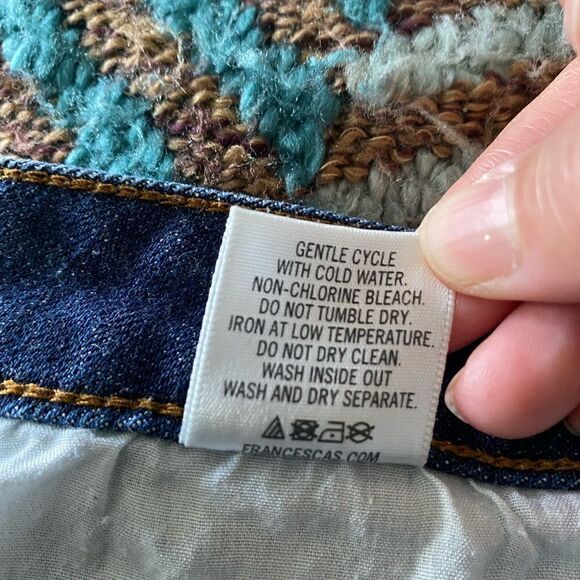 GENTLE CYCLE
WITH COLD WATER.
NON-CHLORINE BLEACH.
DO NOT TUMBLE DRY.
IRON AT LOW TEMPERATURE.
DO NOT DRY CLEAN.
WASH INSIDE OUT
WASH AND DRY SEPARATE.
FRANCESCAS.COM